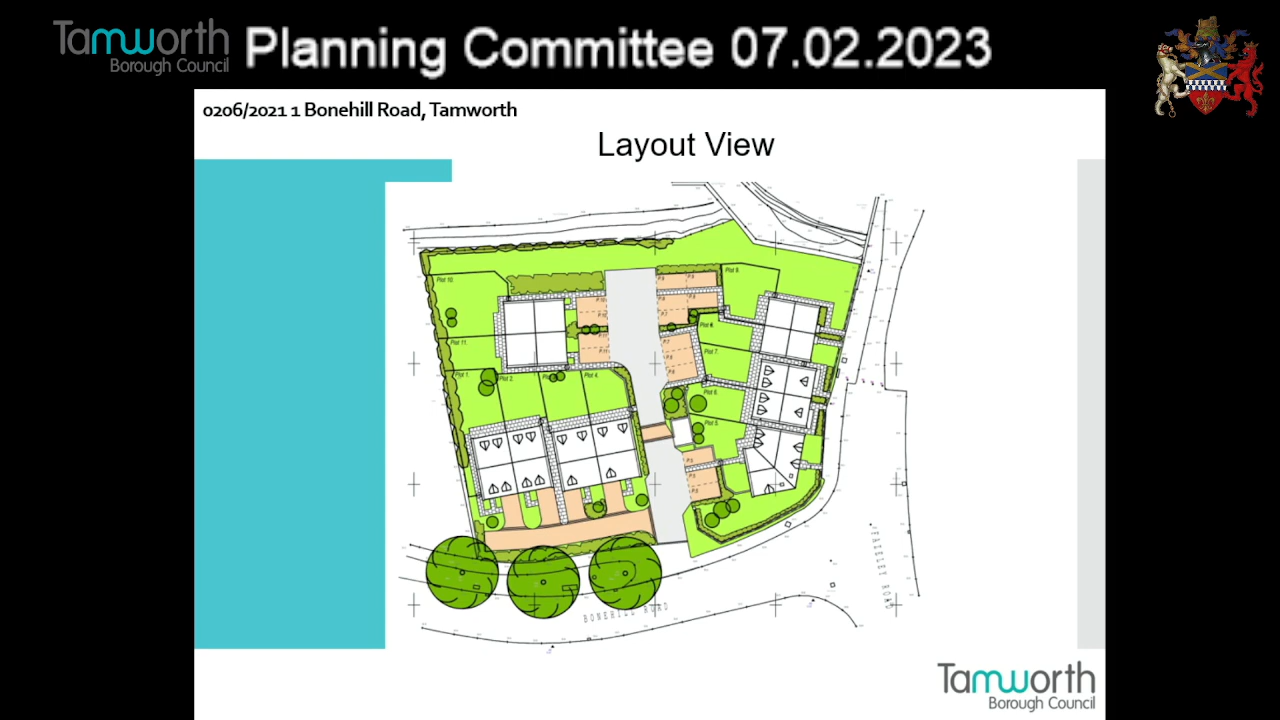 Tamworth
Borough Council
Planning Committee 07.02.2023
0206/2021 1 Bonehill Road, Tamworth
Layout View
Plot 10.
Plot 9.
Plot 8.
Plot 11.
Plot 7.
Plot 1.
Plot 2.
Plot 4.
Plot 6.
Plot 5.
BONEHILL ROAD
Tamworth
Borough Council